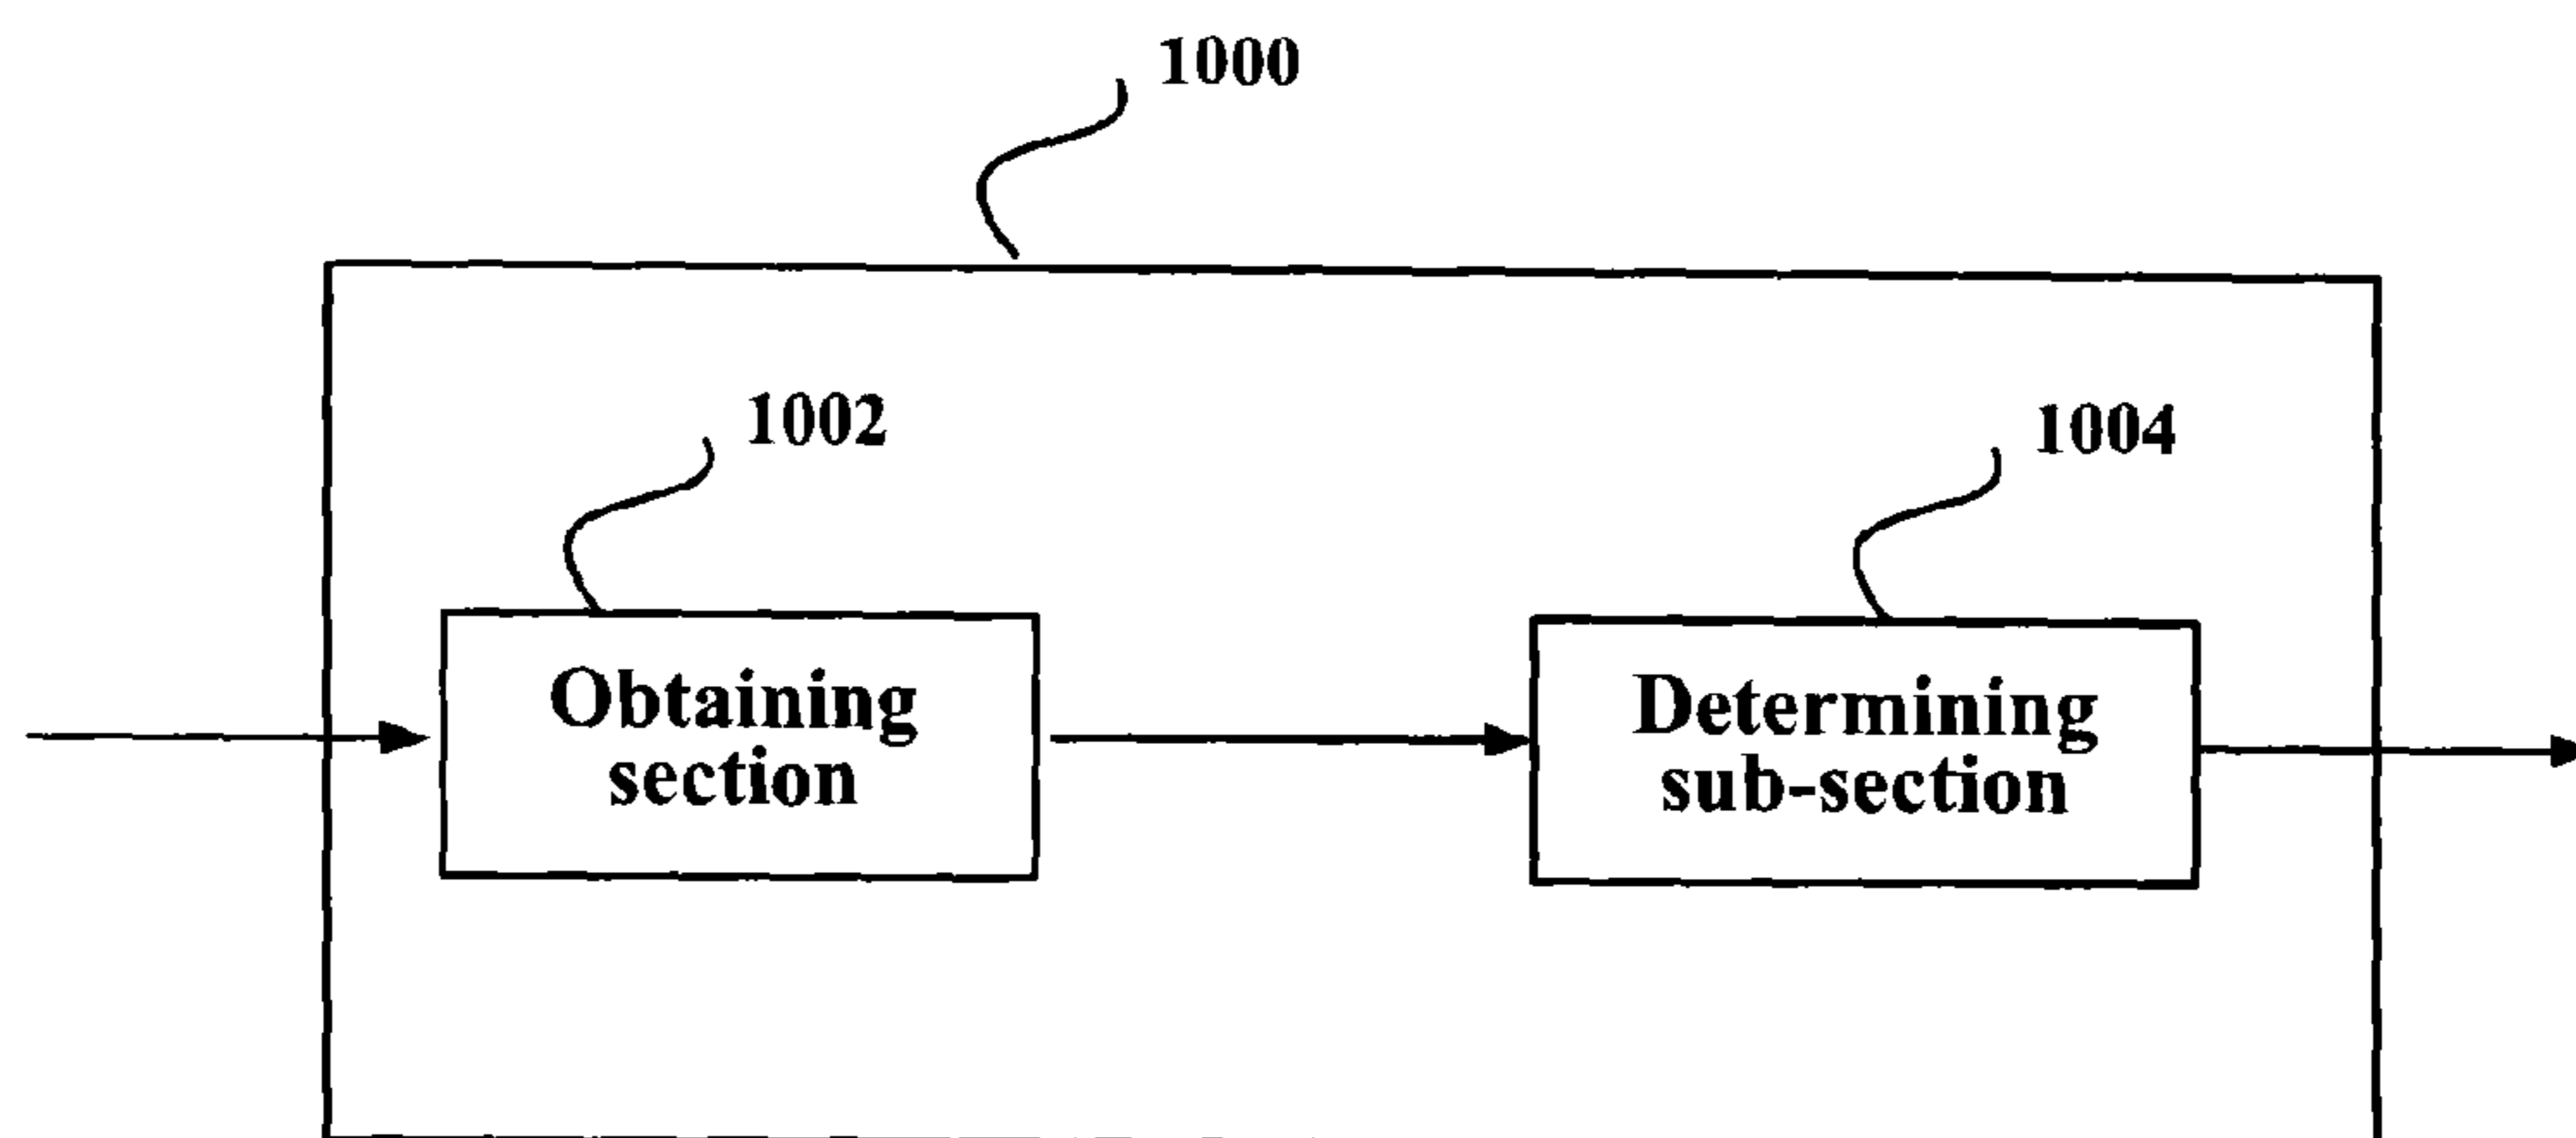 1000
1002
1004
Obtaining
section
Determining
sub-section